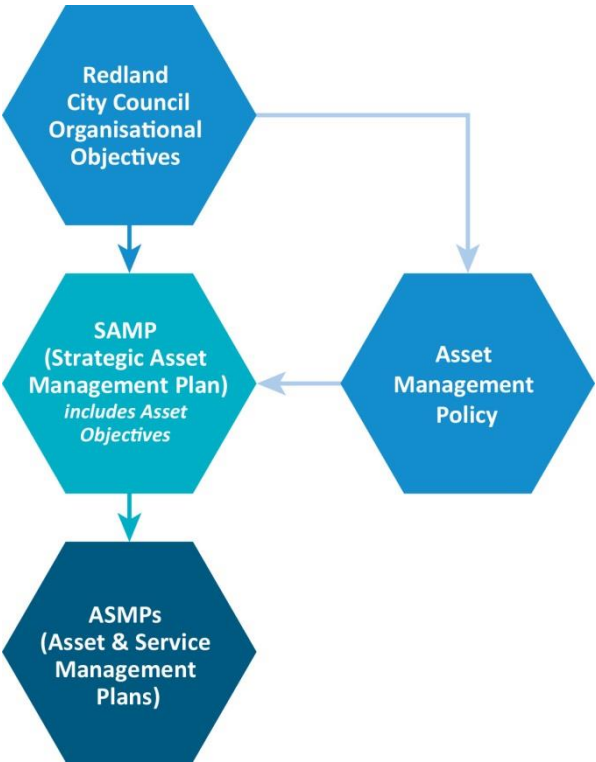 Redland
City Council
Organisational
Objectives
SAMP
(Strategic Asset
Management Plan)
includes Asset
Objectives
Asset
Management
Policy
ASMPs
(Asset & Service
Management
Plans)